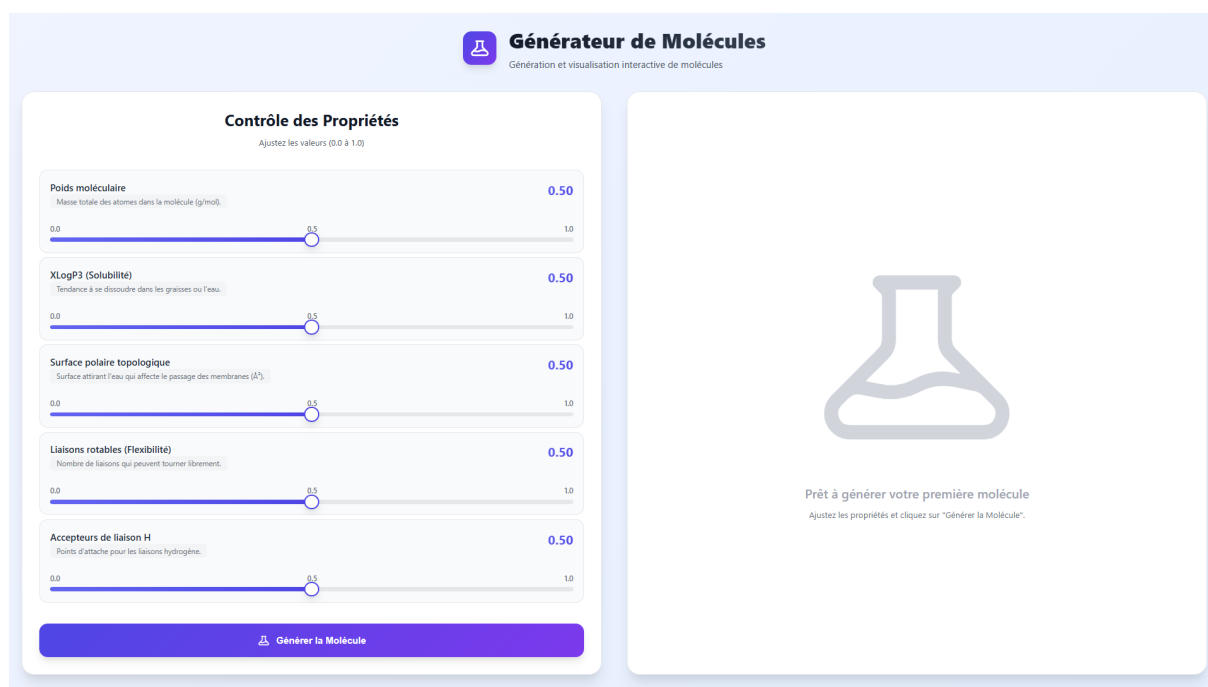 Générateur de Molécules
Génération et visualisation interactive de molécules
Contrôle des Propriétés
Ajustez les valeurs (0.0 à 1.0)
Poids moléculaire
0.50
Masse totale des atomes dans la molécule (g/mol).
0.0 0.5 1.0
XLogP3 (Solubilité)
0.50
Tendance à se dissoudre dans les graisses ou l'eau.
0.0 0.5 1.0
Surface polaire topologique
0.50
Surface attirant l'eau qui affecte le passage des membranes (Å²).
0.0 0.5 1.0
Liaisons rotables (Flexibilité)
0.50
Nombre de liaisons qui peuvent tourner librement.
0.0 0.5 1.0
Accepteurs de liaison H
0.50
Points d'attache pour les liaisons hydrogène.
0.0 0.5 1.0
Générer la Molécule
Prêt à générer votre première molécule
Ajustez les propriétés et cliquez sur "Générer la Molécule".